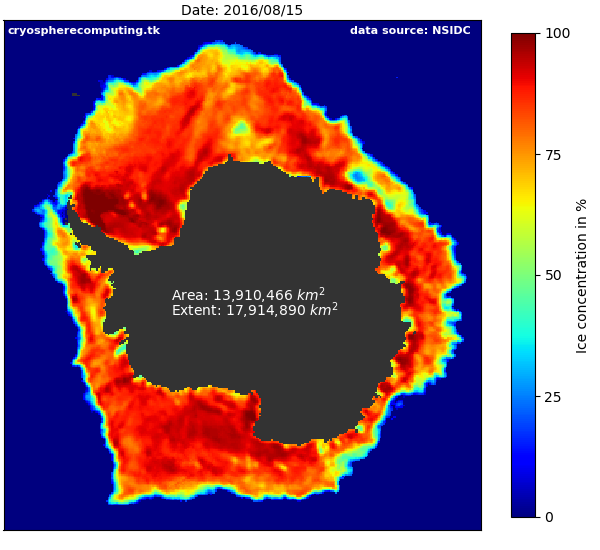 Date: 2016/08/15
cryospherecomputing.tk
data source: NSIDC
Area: 13,910,466 km²
Extent: 17,914,890 km²
100
75
50
25
0
Ice concentration in %